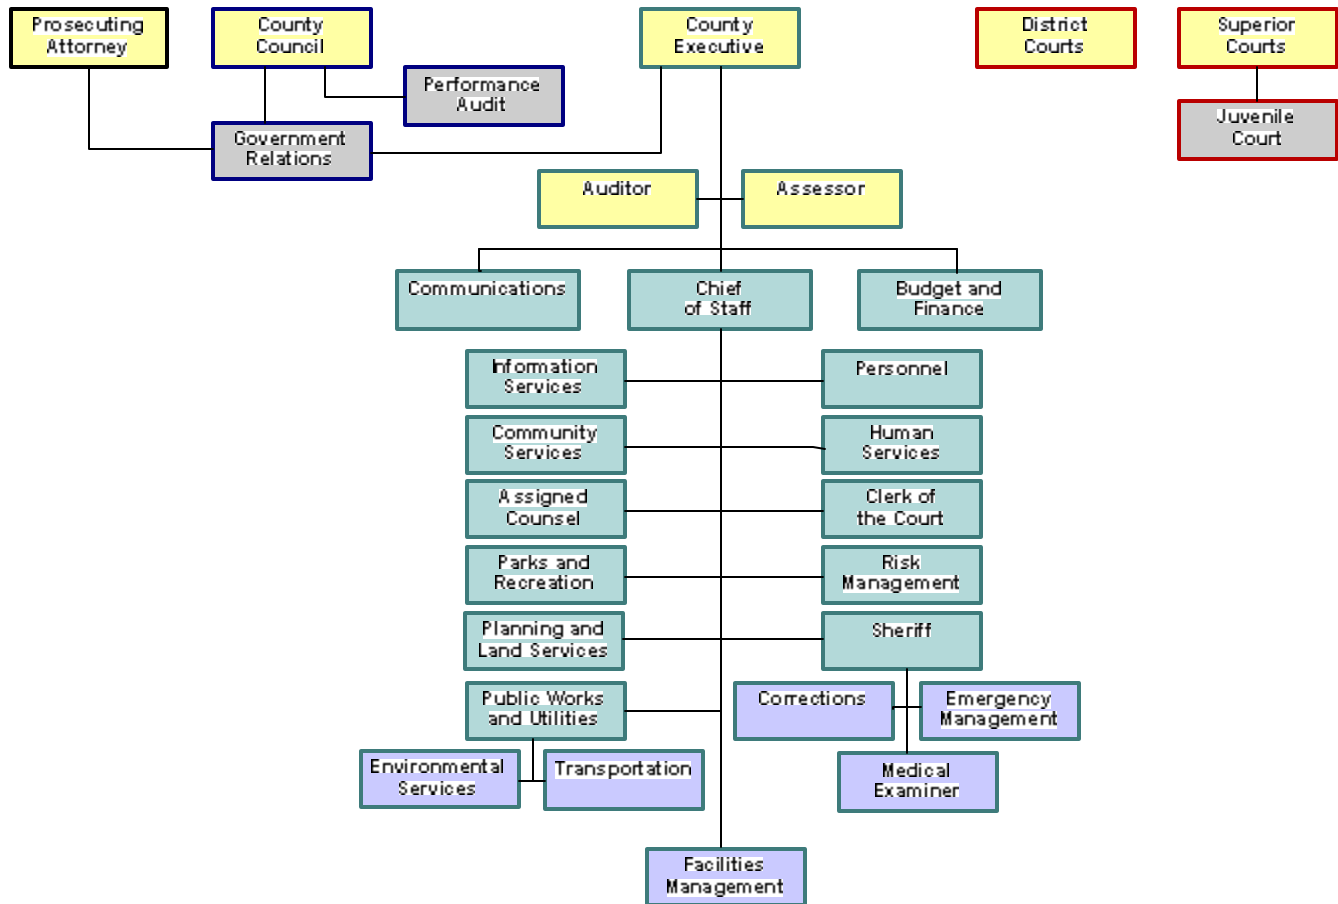 Prosecuting
Attorney
County
Council
County
Executive
District
Courts
Superior
Courts
Performance
Audit
Juvenile
Court
Government
Relations
Auditor
Assessor
Communications
Chief
of Staff
Budget and
Finance
Information
Services
Personnel
Community
Services
Human
Services
Assigned
Counsel
Clerk of
the Court
Parks and
Recreation
Risk
Management
Planning and
Land Services
Sheriff
Public Works
and Utilities
Corrections
Emergency
Management
Environmental
Services
Transportation
Medical
Examiner
Facilities
Management